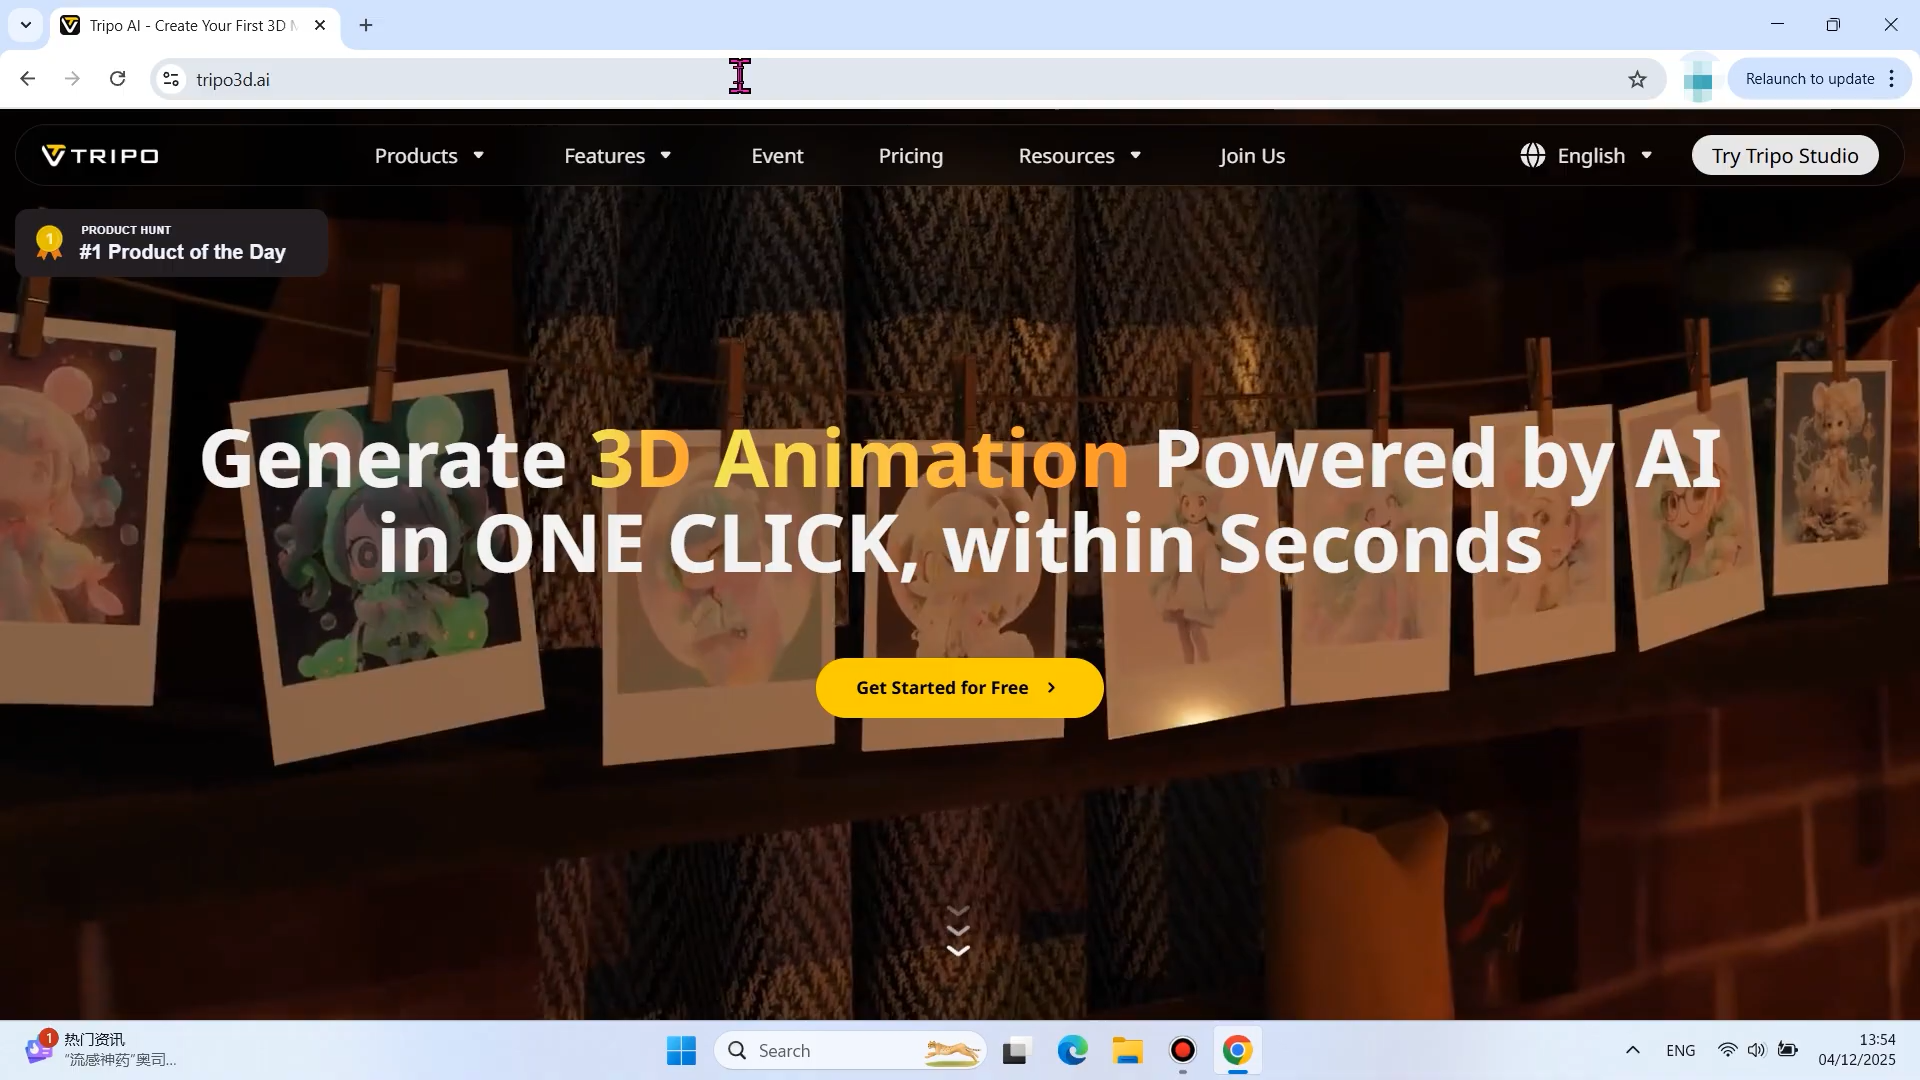 Tripo AI - Create Your First 3D M
tripo3d.ai
Relaunch to update
TRIPO
Products
Features
Event
Pricing
Resources
Join Us
English
Try Tripo Studio
1
PRODUCT HUNT
#1 Product of the Day
Generate 3D Animation Powered by AI
in ONE CLICK, within Seconds
Get Started for Free
1
热门资讯
“流感神药”奥司...
Search
ENG
13:54
04/12/2025